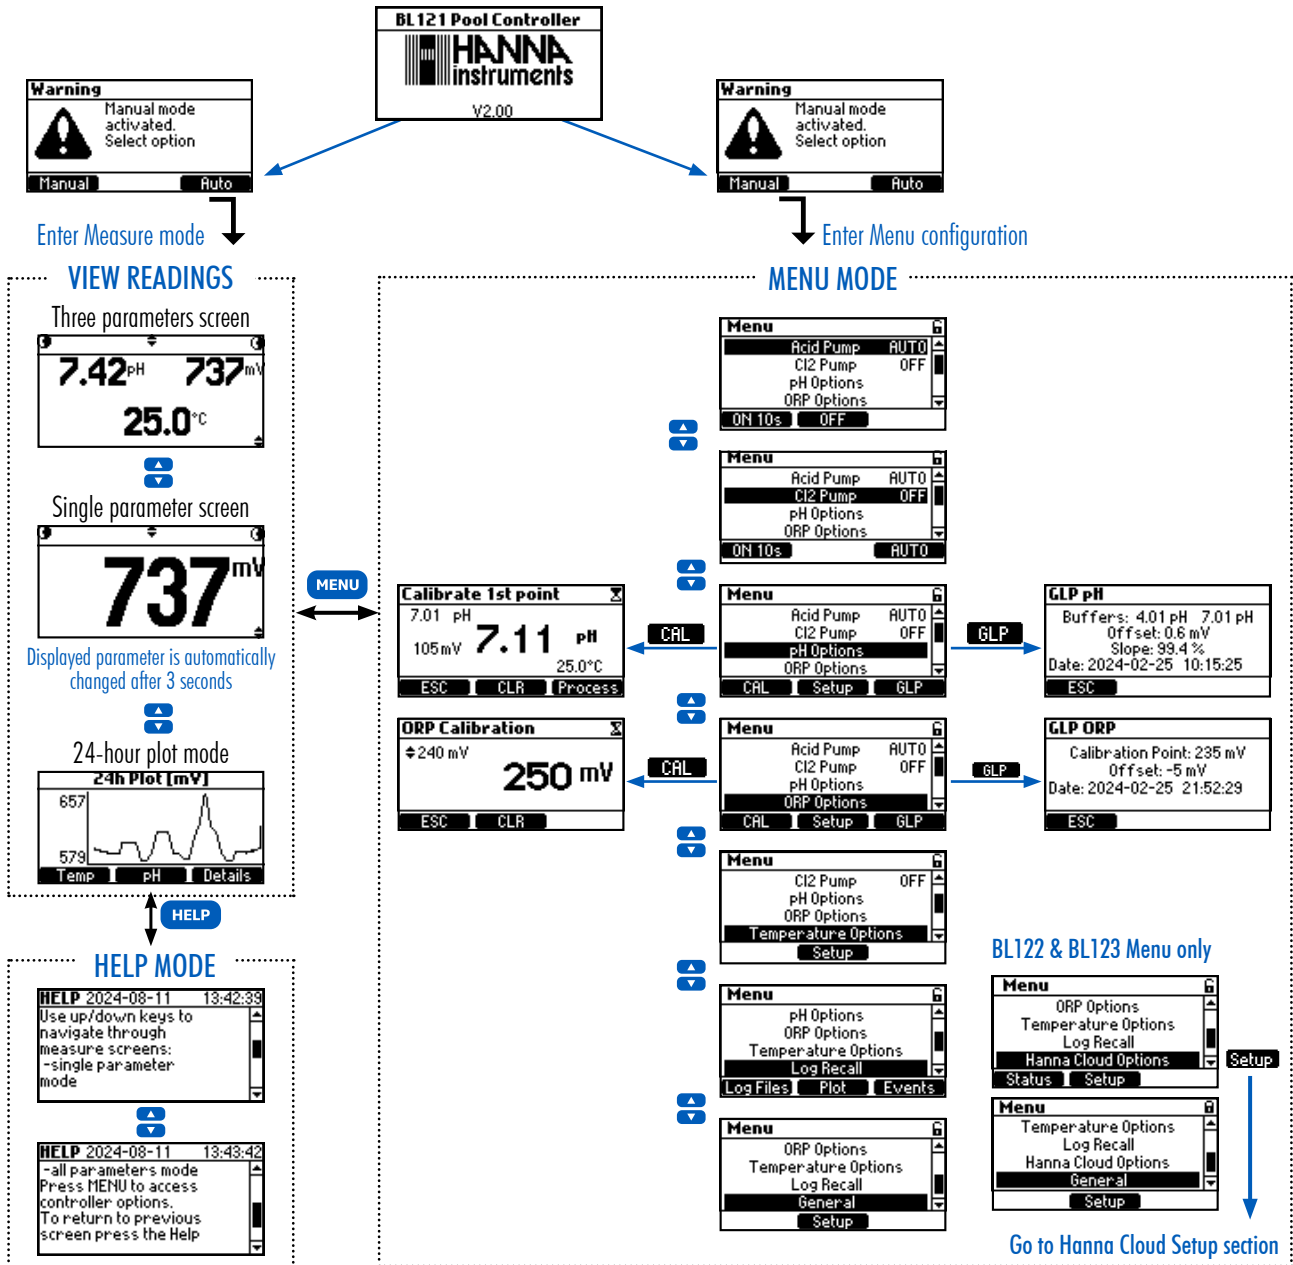 BL121 Pool Controller
HANNA
instruments
V2.00
Warning
Manual mode
activated.
Select option
Manual Auto
Warning
Manual mode
activated.
Select option
Manual Auto
Enter Measure mode
Enter Menu configuration
VIEW READINGS
Three parameters screen
7.42 pH 737 mV
25.0 °C
Single parameter screen
737 mV
Displayed parameter is automatically
changed after 3 seconds
24-hour plot mode
24h Plot [mV]
657
579
Temp pH Details
HELP
HELP MODE
HELP 2024-08-11 13:42:39
Use up/down keys to
navigate through
measure screens:
-single parameter
mode
HELP 2024-08-11 13:43:42
-all parameters mode
Press MENU to access
controller options.
To return to previous
screen press the Help
MENU
MENU MODE
Menu
Acid Pump AUTO
Cl2 Pump OFF
pH Options
ORP Options
ON 10s OFF
Menu
Acid Pump AUTO
Cl2 Pump OFF
pH Options
ORP Options
ON 10s AUTO
Calibrate 1st point
7.01 pH
105 mV 7.11 pH
25.0°C
ESC CLR Process
CAL
Menu
Acid Pump AUTO
Cl2 Pump OFF
pH Options
ORP Options
CAL Setup GLP
GLP
GLP pH
Buffers: 4.01 pH 7.01 pH
Offset: 0.6 mV
Slope: 99.4 %
Date: 2024-02-25 10:15:25
ESC
ORP Calibration
240 mV
250 mV
ESC CLR
CAL
Menu
Acid Pump AUTO
Cl2 Pump OFF
pH Options
ORP Options
CAL Setup GLP
GLP
GLP ORP
Calibration Point: 235 mV
Offset: -5 mV
Date: 2024-02-25 21:52:29
ESC
Menu
Cl2 Pump OFF
pH Options
ORP Options
Temperature Options
Setup
Menu
pH Options
ORP Options
Temperature Options
Log Recall
Log Files Plot Events
Menu
ORP Options
Temperature Options
Log Recall
General
Setup
BL122 & BL123 Menu only
Menu
ORP Options
Temperature Options
Log Recall
Hanna Cloud Options
Status Setup
Setup
Menu
Temperature Options
Log Recall
Hanna Cloud Options
General
Setup
Go to Hanna Cloud Setup section